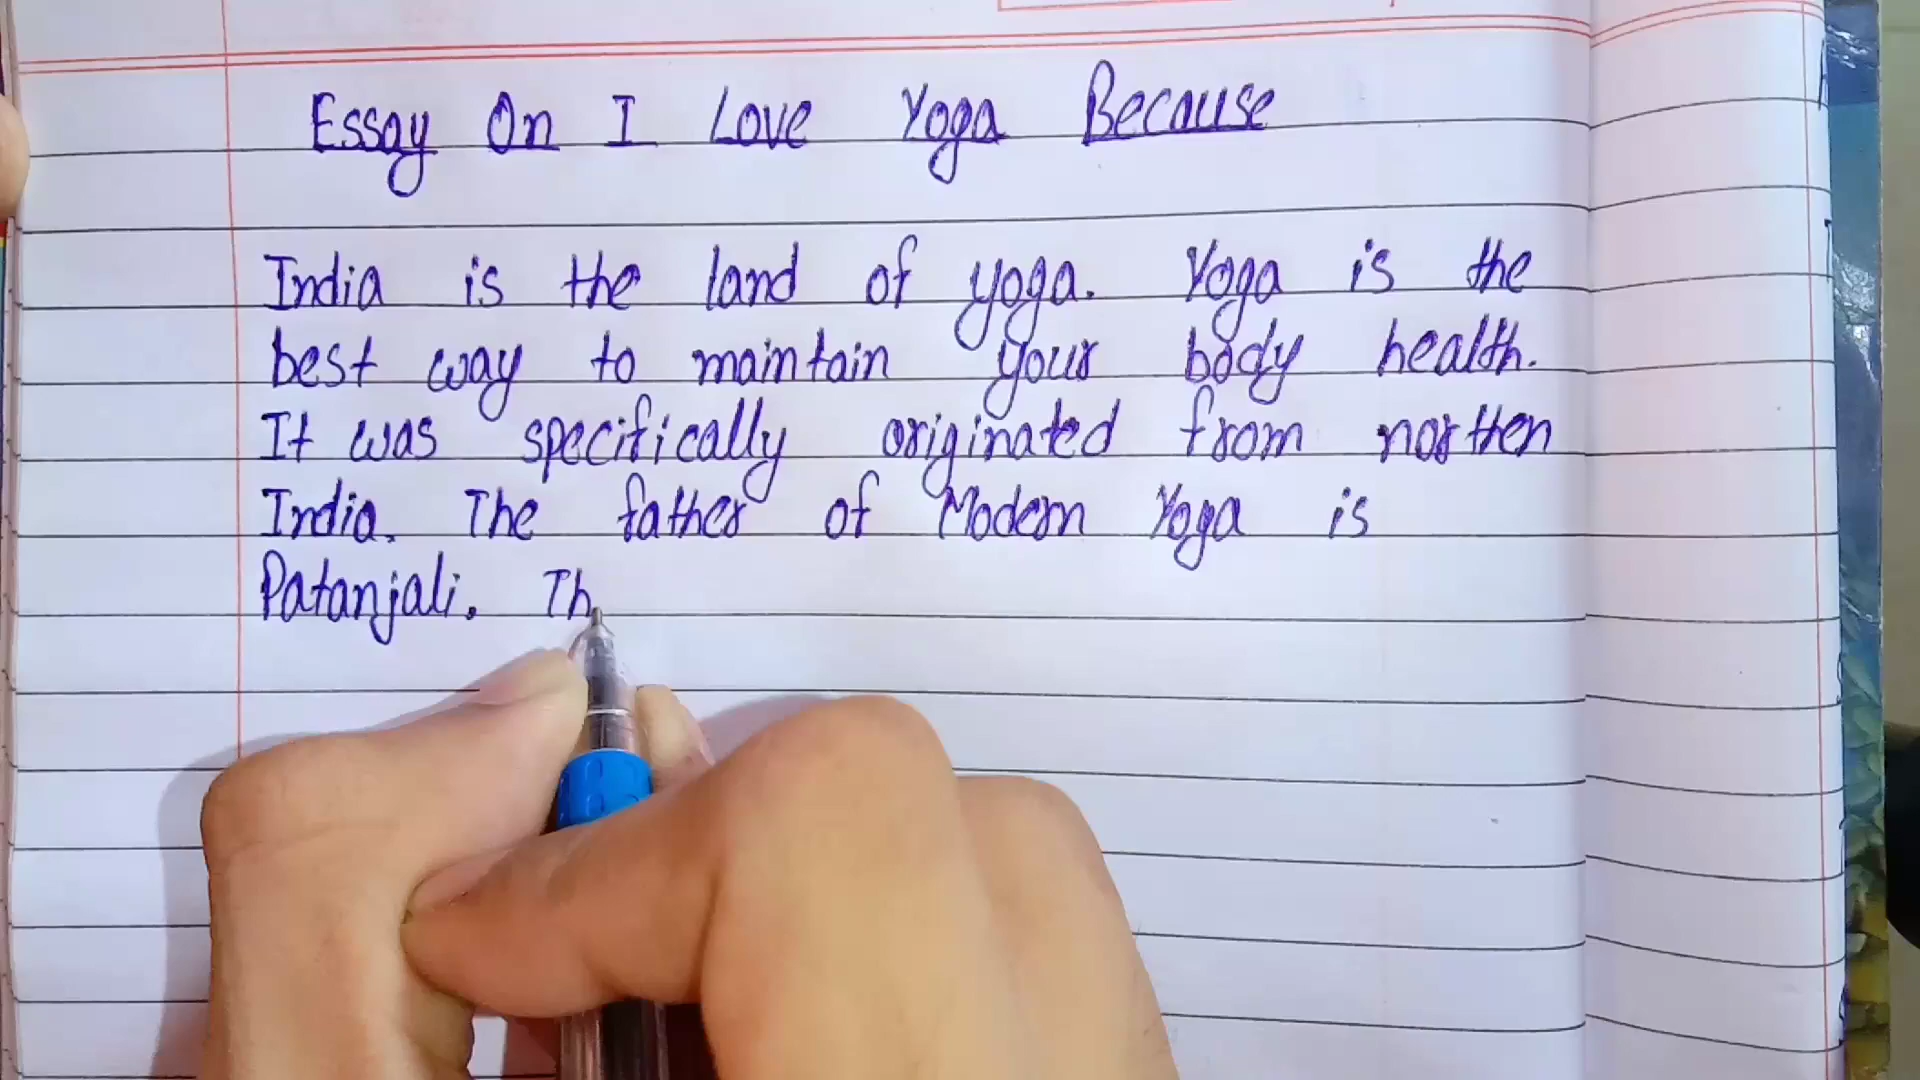 Essay On I Love Yoga Because
India is the land of yoga. Yoga is the
best way to maintain your body health.
It was specifically originated from northen
India. The father of Modern Yoga is
Patanjali. Th